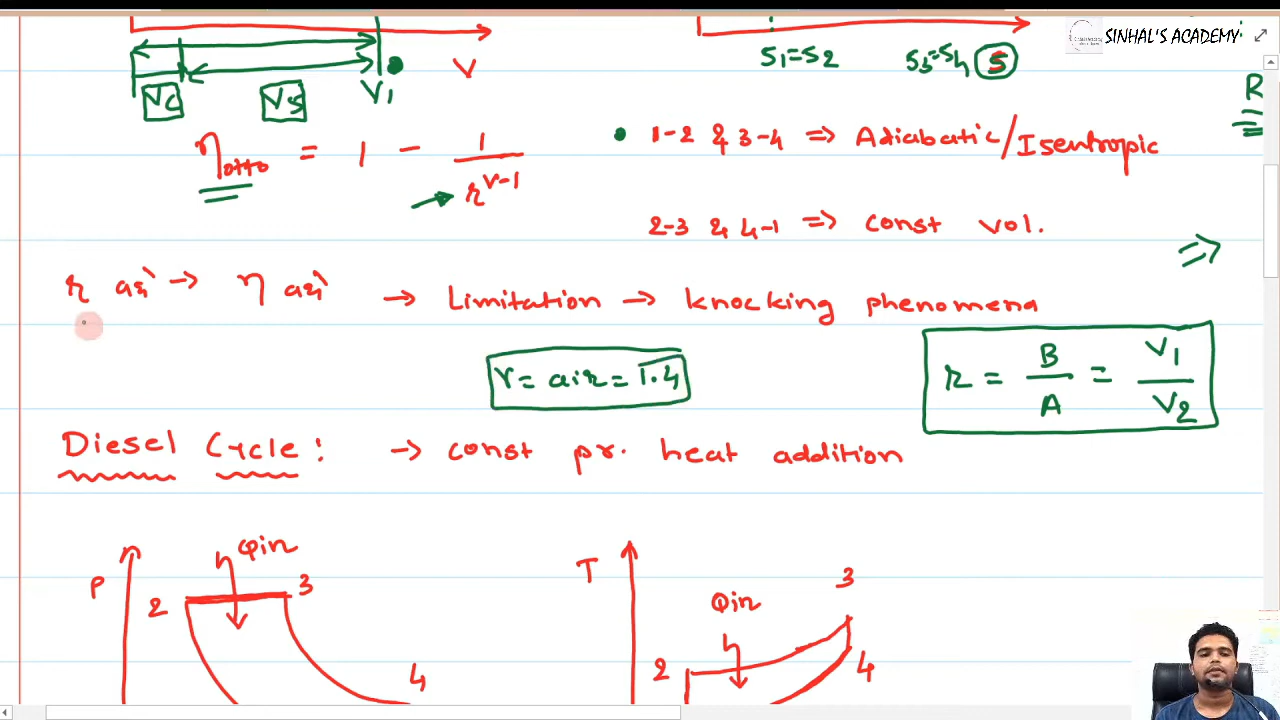 SINHAL'S ACADEMY
S1=S2 S3=S4 S
Vc Vs V1 V
R
ηotto = 1 - 1/r^γ-1
• 1-2 & 3-4 => Adiabatic/Isentropic
2-3 & 4-1 => const vol.
=>
r → η → Limitation → knocking phenomena
γ = air = 1.4
r = B/A = V1/V2
Diesel Cycle: → const pr. heat addition
P 2 Qin 3 4
T 2 Qin 3 4